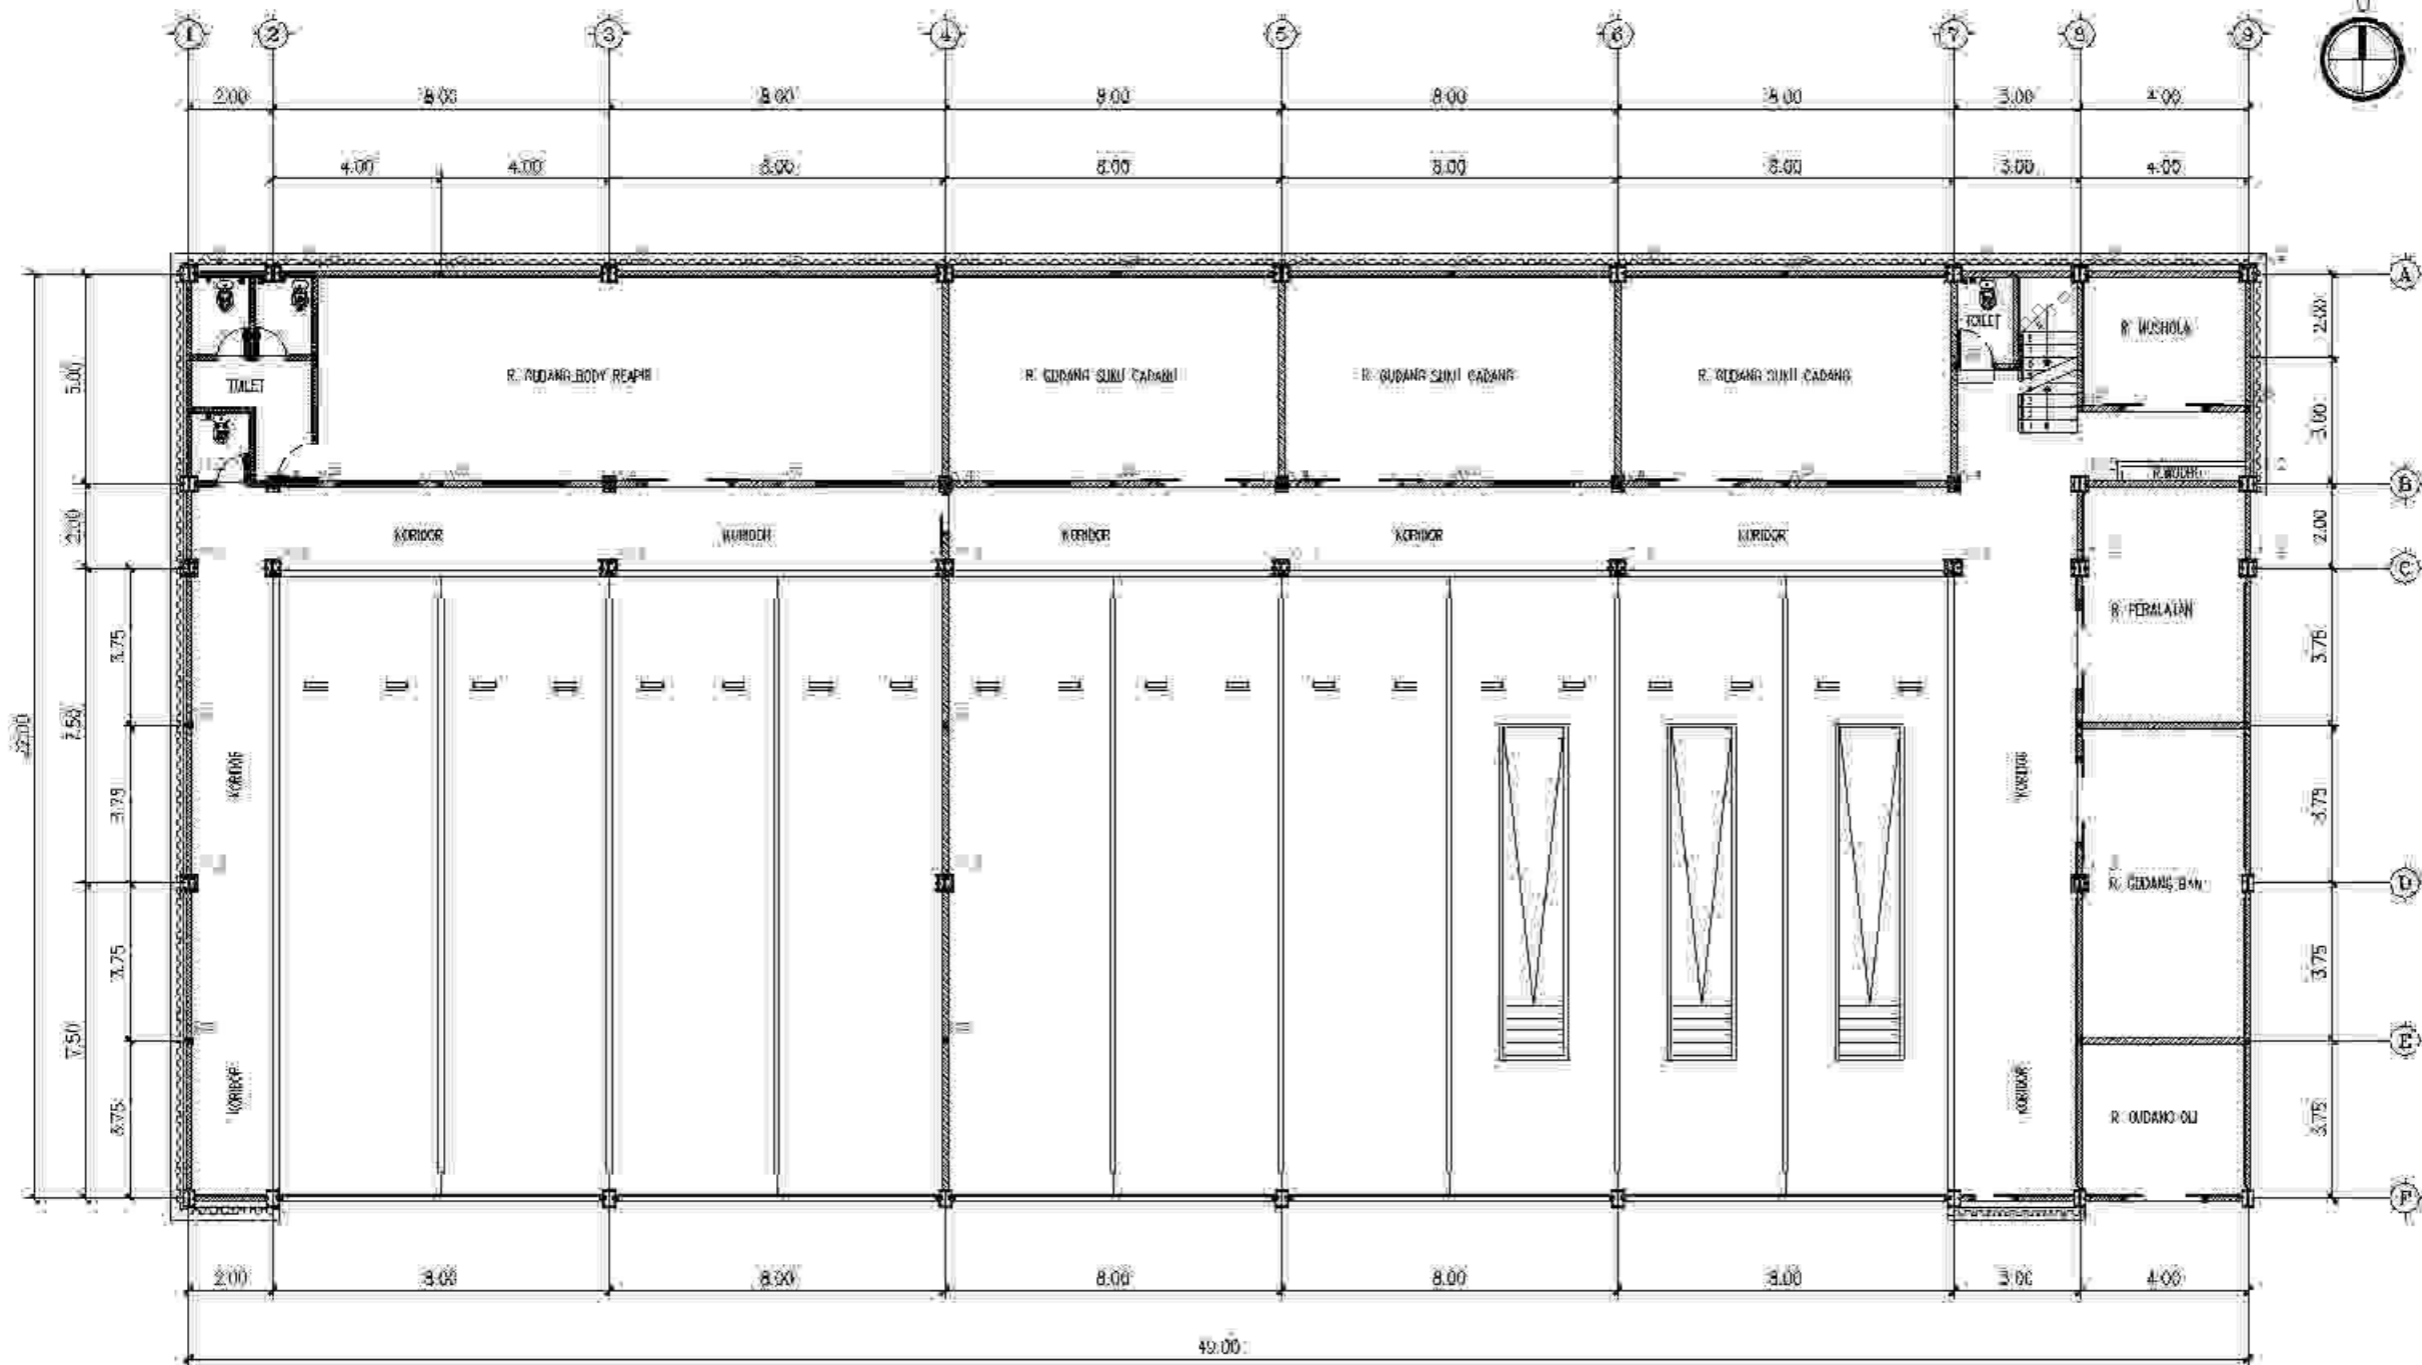 U
1 2 3 4 5 6 7 8 9
2.00 8.00 8.00 8.00 8.00 8.00 3.00 4.00
4.00 4.00 8.00 8.00 8.00 8.00 3.00 4.00
A
2.00
TOILET
R. MUSHOLA
5.00
TOILET
R. GUDANG BODY REAPIR
R. GUDANG SUKU CADANG
R. GUDANG SUKU CADANG
R. GUDANG SUKU CADANG
3.00
B
2.00
KORIDOR
KORIDOR
KORIDOR
KORIDOR
KORIDOR
2.00
C
3.75
R. PERALATAN
3.75
22.00
7.50
KORIDOR
KORIDOR
3.75
3.75
R. GUDANG BAN
D
3.75
3.75
7.50
E
KORIDOR
KORIDOR
3.75
R. GUDANG OLI
3.75
F
2.00 8.00 8.00 8.00 8.00 8.00 3.00 4.00
49.00